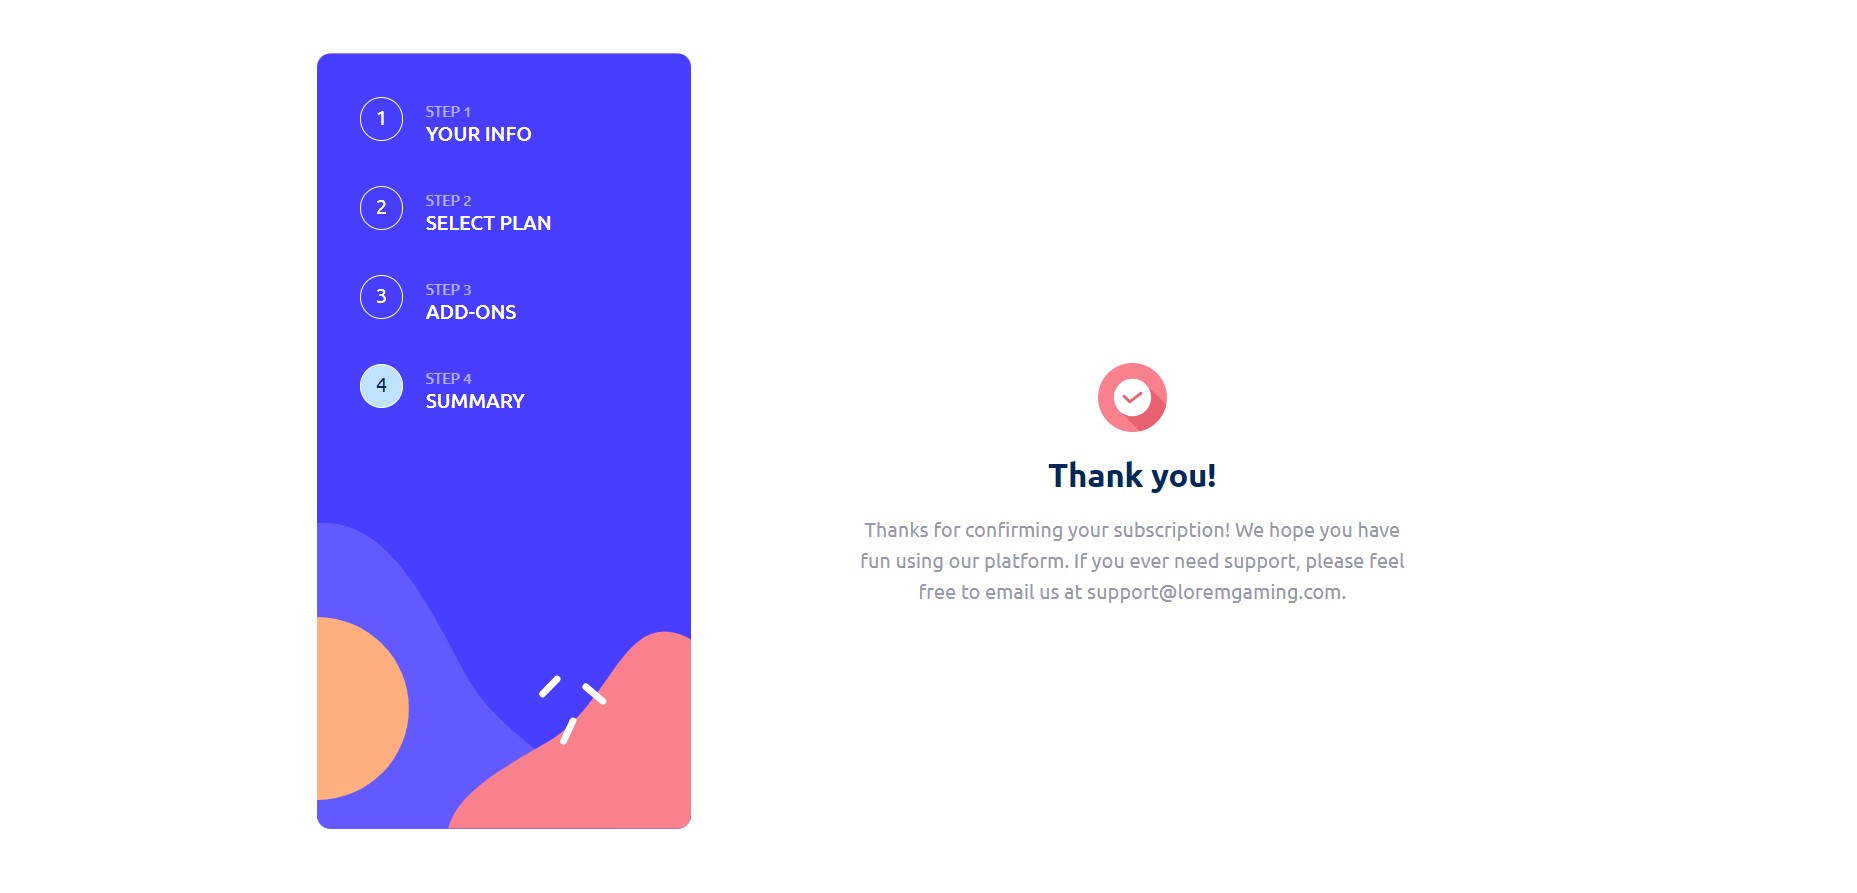 1
STEP 1
YOUR INFO
2
STEP 2
SELECT PLAN
3
STEP 3
ADD-ONS
4
STEP 4
SUMMARY
Thank you!
Thanks for confirming your subscription! We hope you have
fun using our platform. If you ever need support, please feel
free to email us at support@loremgaming.com.